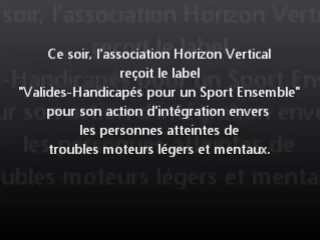 Ce soir, l'association Horizon Vertical
reçoit le label
"Valides-Handicapés pour un Sport Ensemble"
pour son action d'intégration envers
les personnes atteintes de
troubles moteurs légers et mentaux.